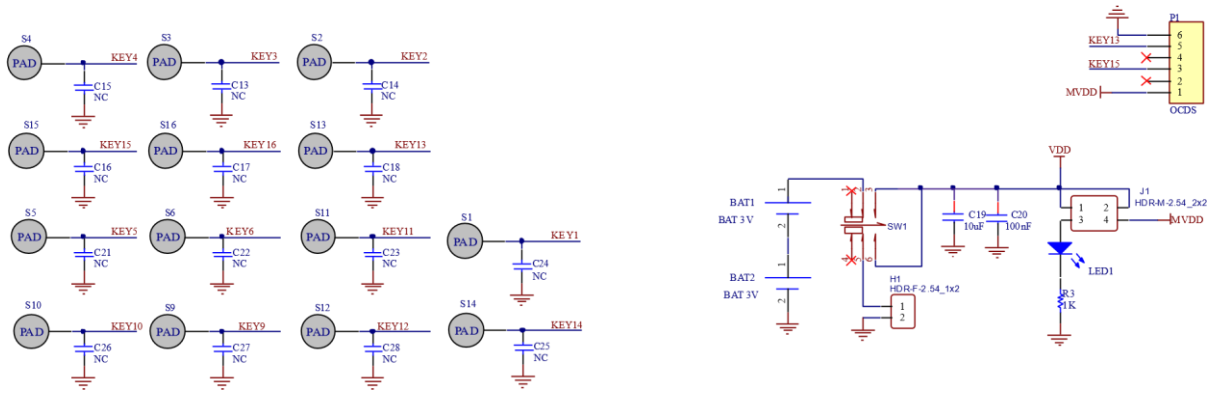 S4
PAD
KEY4
C15
NC
S3
PAD
KEY3
C13
NC
S2
PAD
KEY2
C14
NC
S15
PAD
KEY15
C16
NC
S16
PAD
KEY16
C17
NC
S13
PAD
KEY13
C18
NC
S5
PAD
KEY5
C21
NC
S6
PAD
KEY6
C22
NC
S11
PAD
KEY11
C23
NC
S1
PAD
KEY1
C24
NC
S10
PAD
KEY10
C26
NC
S9
PAD
KEY9
C27
NC
S12
PAD
KEY12
C28
NC
S14
PAD
KEY14
C25
NC
P1
6
KEY13
5
4
KEY15
3
2
MVDD
1
OCDS
VDD
BAT1
BAT 3V
1
2
BAT2
BAT 3V
1
2
1
2
3
SW1
4
5
6
H1
HDR-F-2.54_1x2
1
2
C19
10uF
C20
100nF
J1
HDR-M-2.54_2x2
1
2
3
4
MVDD
LED1
R3
1K